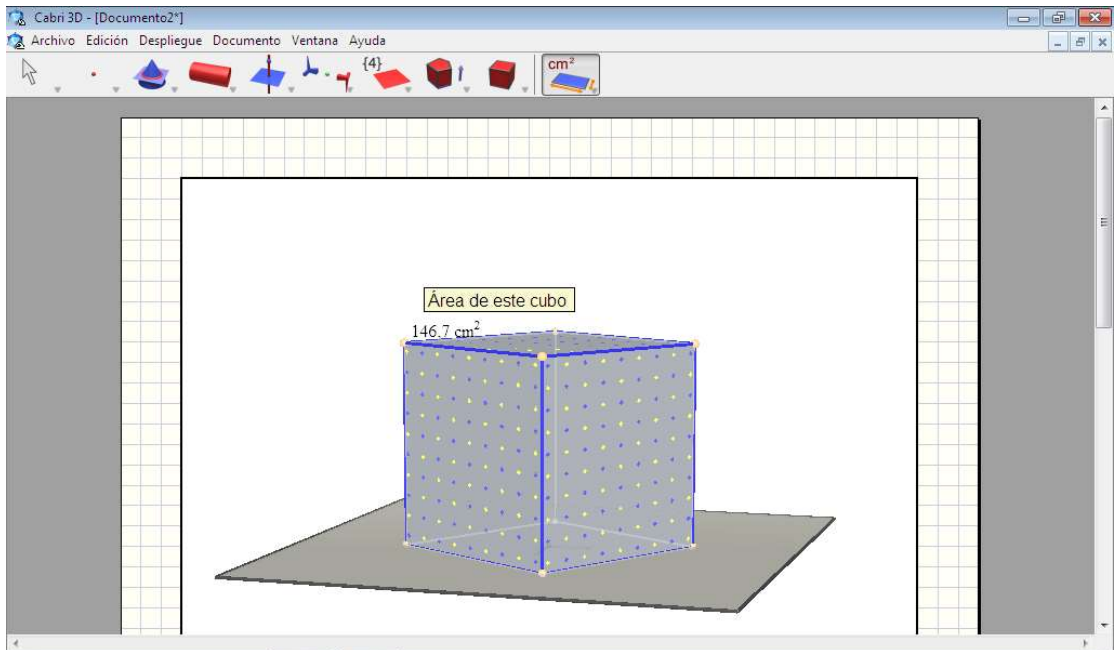 Cabri 3D - [Documento2*]
Archivo Edición Despliegue Documento Ventana Ayuda
{4}
cm²
Área de este cubo
146.7 cm²